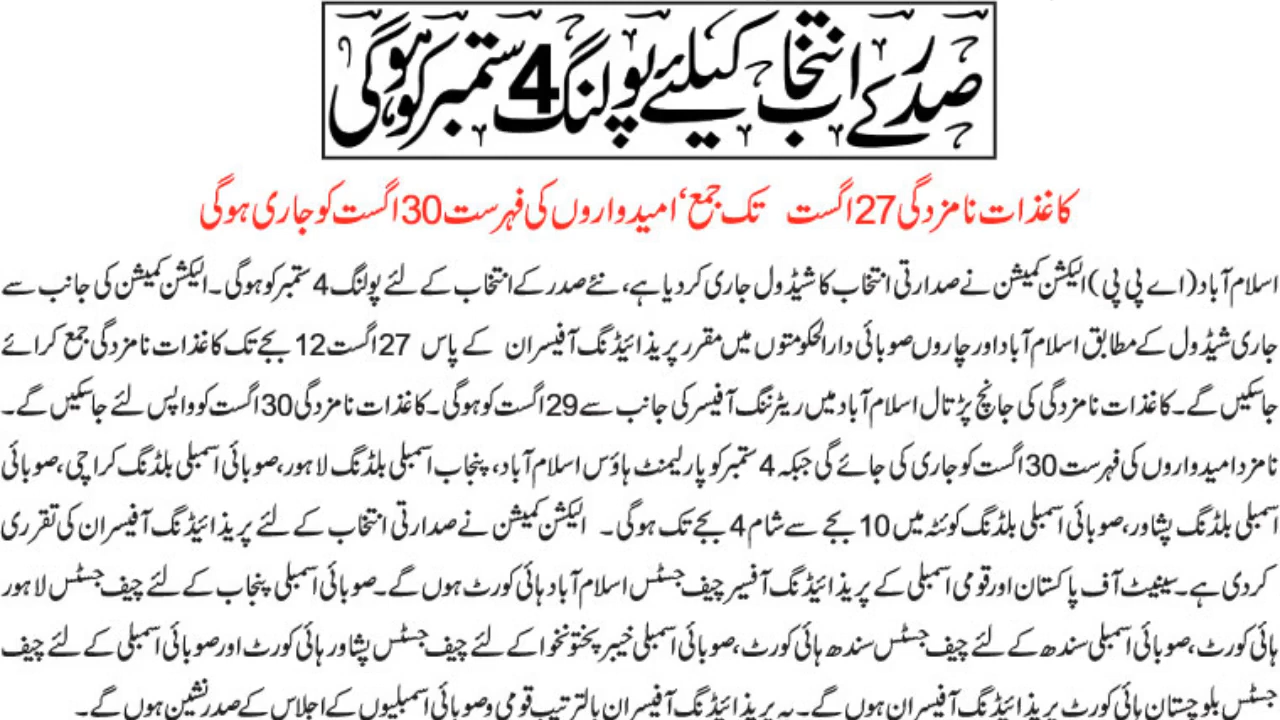 صدر کے انتخاب کیلئے پولنگ 4 ستمبر کو ہوگی
کاغذات نامزدگی 27 اگست تک جمع، امیدواروں کی فہرست 30 اگست کو جاری ہوگی
اسلام آباد (اے پی پی) الیکشن کمیشن نے صدارتی انتخاب کا شیڈول جاری کر دیا ہے، نئے صدر کے انتخاب کے لئے پولنگ 4 ستمبر کو ہوگی۔ الیکشن کمیشن کی جانب سے
جاری شیڈول کے مطابق اسلام آباد اور چاروں صوبائی دارالحکومتوں میں مقرر پریذائیڈنگ آفیسران کے پاس 27 اگست 12 بجے تک کاغذات نامزدگی جمع کرائے
جاسکیں گے۔ کاغذات نامزدگی کی جانچ پڑتال اسلام آباد میں ریٹرننگ آفیسر کی جانب سے 29 اگست کو ہوگی۔ کاغذات نامزدگی 30 اگست کو واپس لئے جاسکیں گے۔
نامزد امیدواروں کی فہرست 30 اگست کو جاری کی جائے گی جبکہ 4 ستمبر کو پارلیمنٹ ہاؤس اسلام آباد، پنجاب اسمبلی بلڈنگ لاہور، صوبائی اسمبلی بلڈنگ کراچی، صوبائی
اسمبلی بلڈنگ پشاور، صوبائی اسمبلی بلڈنگ کوئٹہ میں 10 بجے سے شام 4 بجے تک ہوگی۔ الیکشن کمیشن نے صدارتی انتخاب کے لئے پریذائیڈنگ آفیسران کی تقرری
کردی ہے۔ سینیٹ آف پاکستان اور قومی اسمبلی کے پریذائیڈنگ آفیسر چیف جسٹس اسلام آباد ہائی کورٹ ہوں گے۔ صوبائی اسمبلی پنجاب کے لئے چیف جسٹس لاہور
ہائی کورٹ، صوبائی اسمبلی سندھ کے لئے چیف جسٹس سندھ ہائی کورٹ، صوبائی اسمبلی خیبر پختونخوا کے لئے چیف جسٹس پشاور ہائی کورٹ اور صوبائی اسمبلی کے لئے چیف
جسٹس بلوچستان ہائی کورٹ پریذائیڈنگ آفیسران ہوں گے۔ یہ پریذائیڈنگ آفیسران بالترتیب قومی و صوبائی اسمبلیوں کے اجلاس کے صدر نشین ہوں گے۔